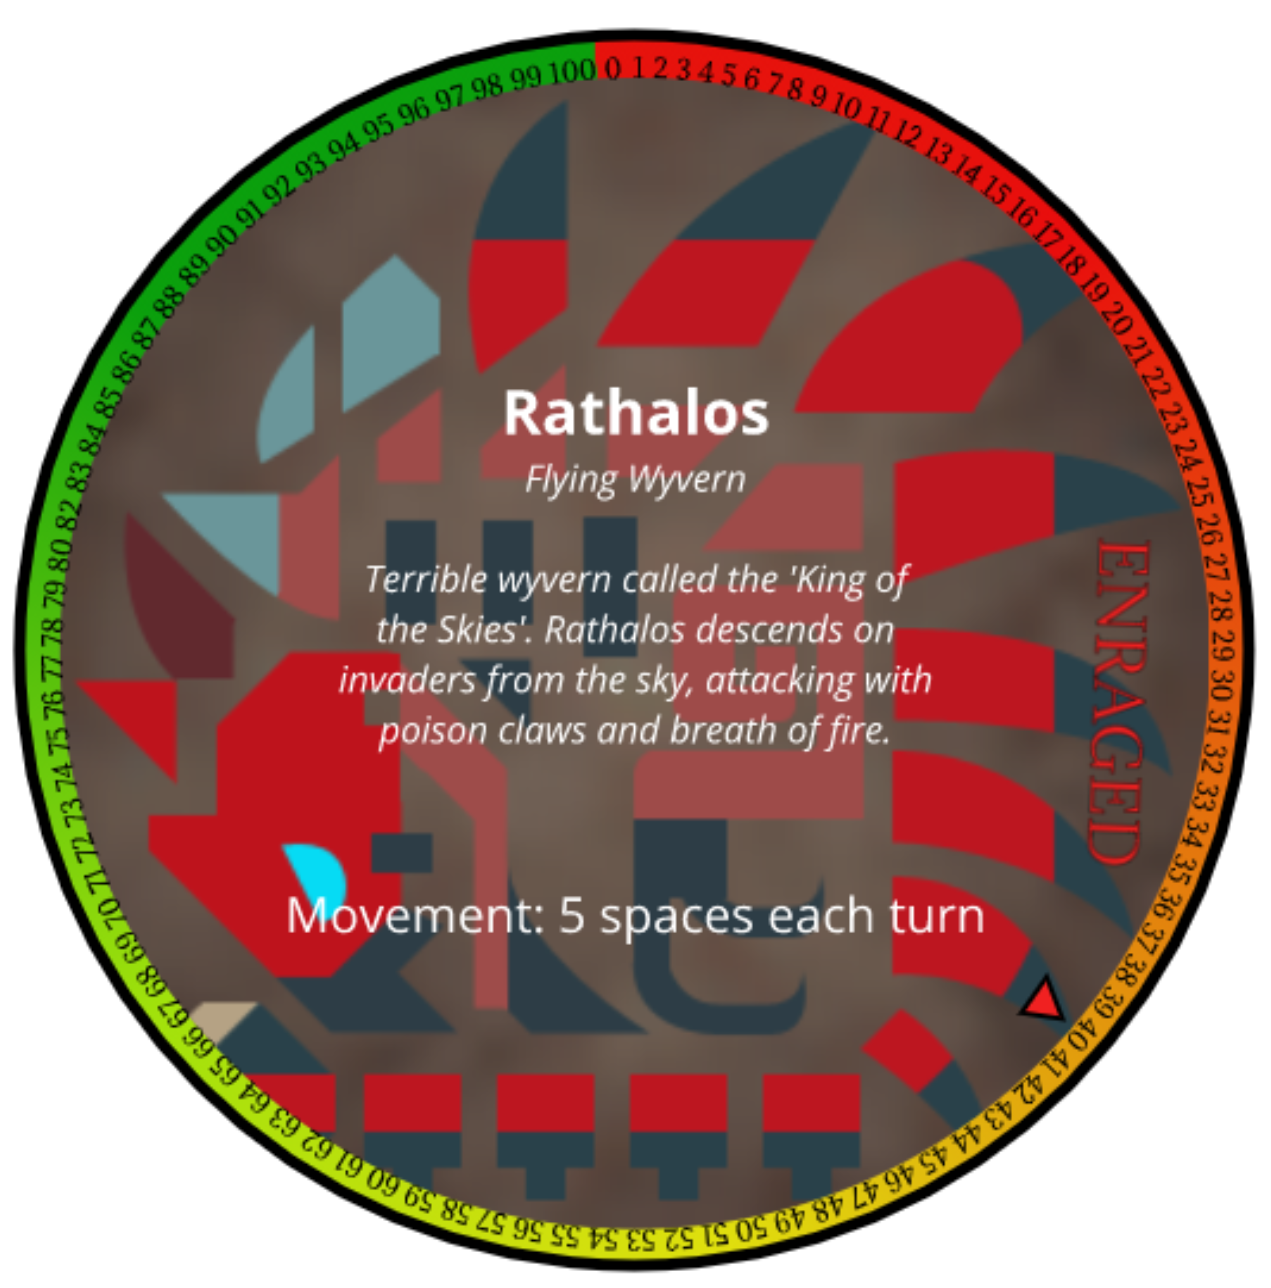 0 1 2 3 4 5 6 7 8 9 10 11 12 13 14 15 16 17 18 19 20 21 22 23 24 25 26 27 28 29 30 31 32 33 34 35 36 37 38 39 40 41 42 43 44 45 46 47 48 49 50 51 52 53 54 55 56 57 58 59 60 61 62 63 64 65 66 67 68 69 70 71 72 73 74 75 76 77 78 79 80 82 83 84 85 86 87 88 89 90 91 92 93 94 95 96 97 98 99 100
Rathalos
Flying Wyvern
Terrible wyvern called the 'King of
the Skies'. Rathalos descends on
invaders from the sky, attacking with
poison claws and breath of fire.
ENRAGED
Movement: 5 spaces each turn